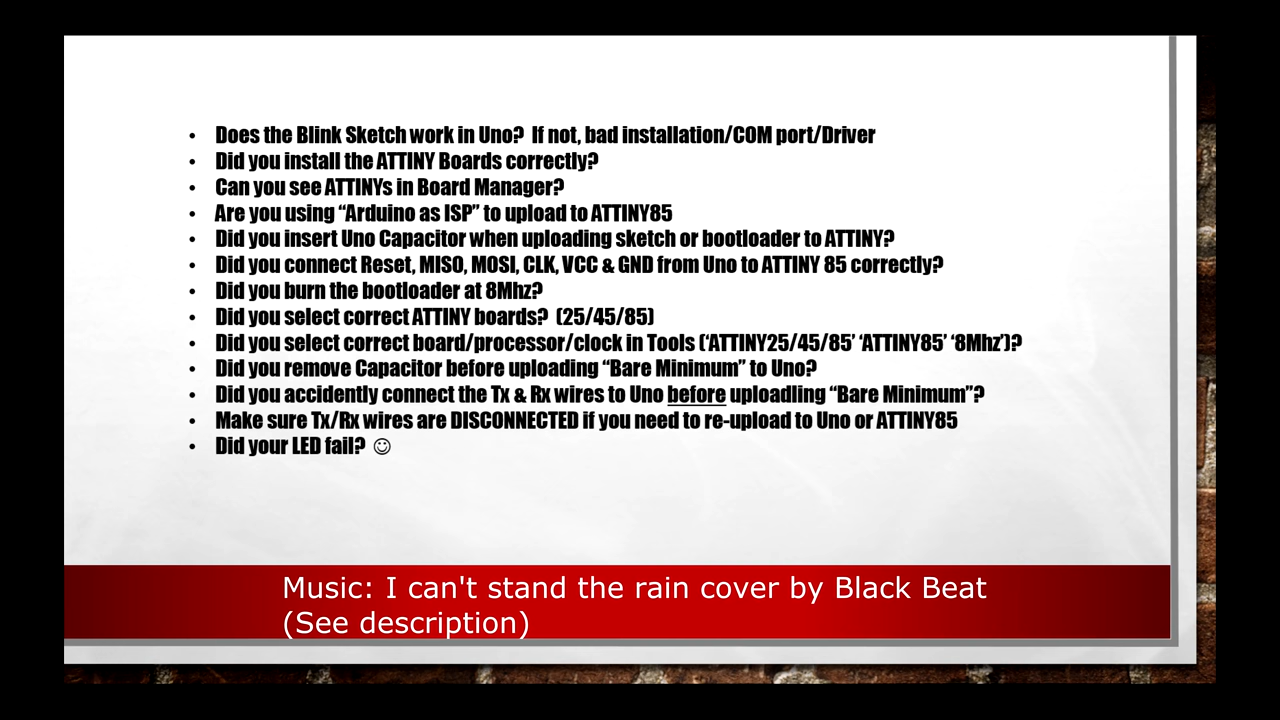 • Does the Blink Sketch work in Uno?  If not, bad installation/COM port/Driver
• Did you install the ATTINY Boards correctly?
• Can you see ATTINYs in Board Manager?
• Are you using “Arduino as ISP” to upload to ATTINY85
• Did you insert Uno Capacitor when uploading sketch or bootloader to ATTINY?
• Did you connect Reset, MISO, MOSI, CLK, VCC & GND from Uno to ATTINY 85 correctly?
• Did you burn the bootloader at 8Mhz?
• Did you select correct ATTINY boards?  (25/45/85)
• Did you select correct board/processor/clock in Tools (‘ATTINY25/45/85’ ‘ATTINY85’ ‘8Mhz’)?
• Did you remove Capacitor before uploading “Bare Minimum” to Uno?
• Did you accidently connect the Tx & Rx wires to Uno before uploadling “Bare Minimum”?
• Make sure Tx/Rx wires are DISCONNECTED if you need to re-upload to Uno or ATTINY85
• Did your LED fail? ☺
Music: I can't stand the rain cover by Black Beat
(See description)